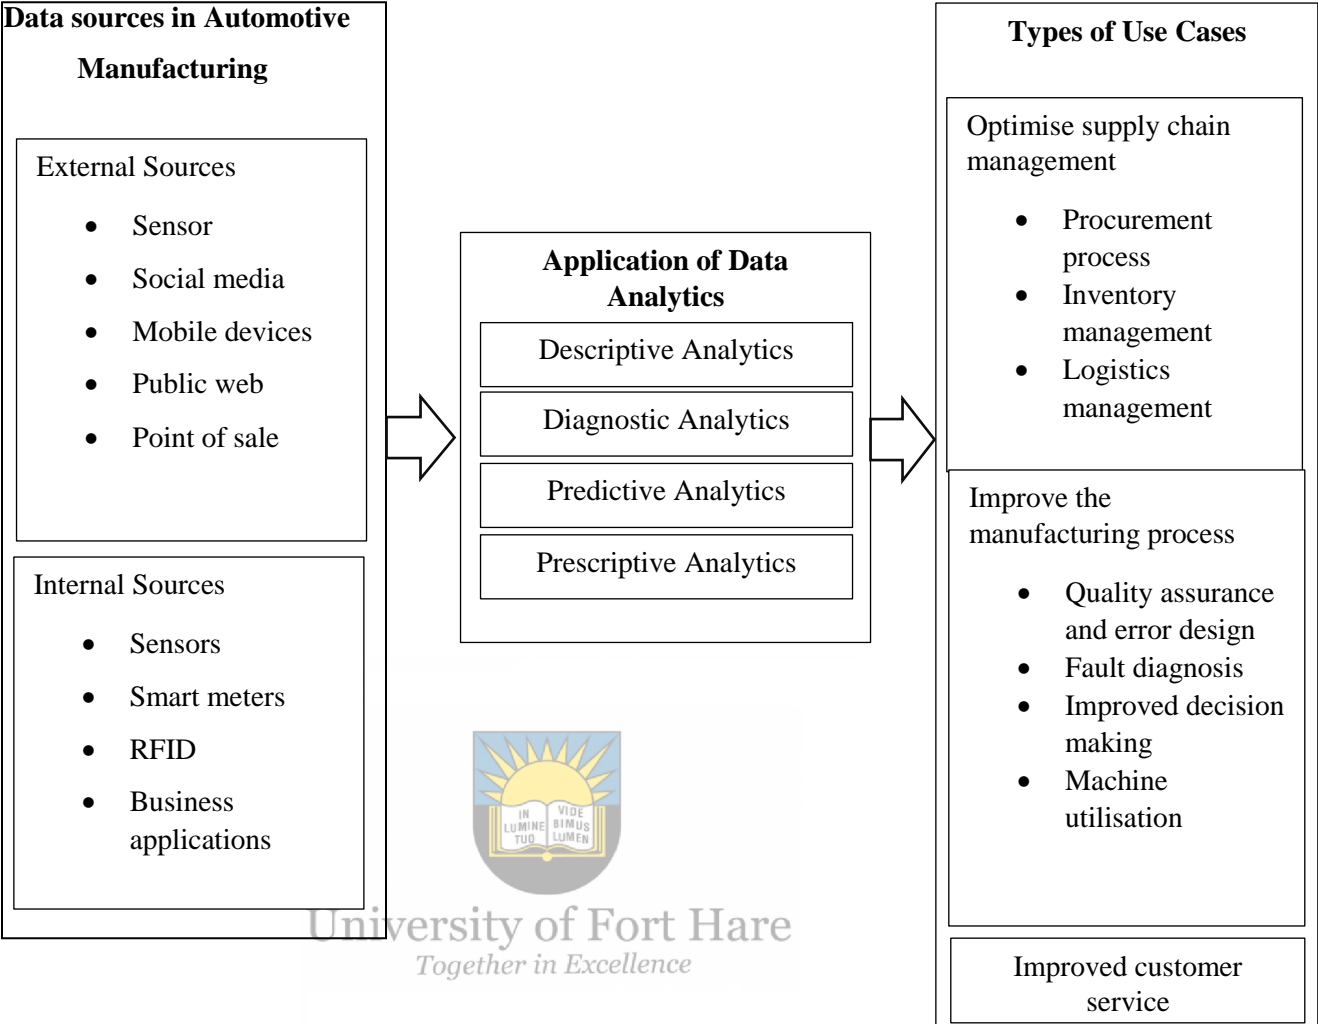 Data sources in Automotive
Manufacturing
External Sources
• Sensor
• Social media
• Mobile devices
• Public web
• Point of sale
Internal Sources
• Sensors
• Smart meters
• RFID
• Business
applications
Application of Data
Analytics
Descriptive Analytics
Diagnostic Analytics
Predictive Analytics
Prescriptive Analytics
IN
LUMINE
TUO
VIDE
BIMUS
LUMEN
University of Fort Hare
Together in Excellence
Types of Use Cases
Optimise supply chain
management
• Procurement
process
• Inventory
management
• Logistics
management
Improve the
manufacturing process
• Quality assurance
and error design
• Fault diagnosis
• Improved decision
making
• Machine
utilisation
Improved customer
service